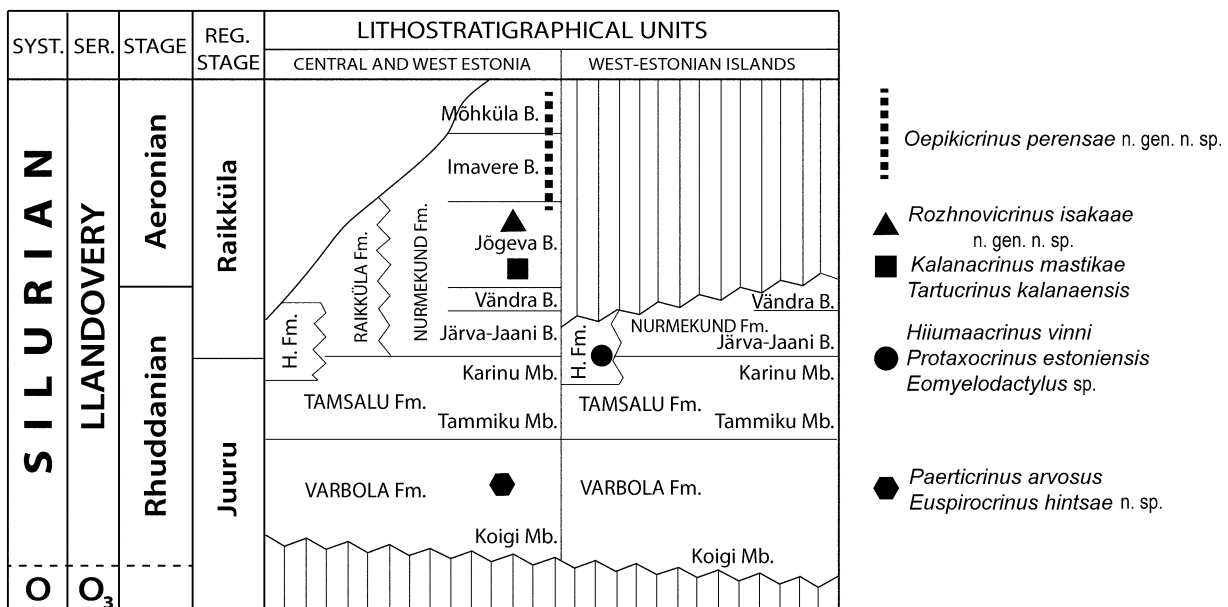 SYST.
SER.
STAGE
REG.
STAGE
LITHOSTRATIGRAPHICAL UNITS
CENTRAL AND WEST ESTONIA
WEST-ESTONIAN ISLANDS
SILURIAN
O
LLANDOVERY
O3
Aeronian
Rhuddanian
Raikküla
Juuru
Mõhküla B.
Imavere B.
RAIKKÜLA Fm.
NURMEKUND Fm.
Jõgeva B.
Vändra B.
H. Fm.
Järva-Jaani B.
Karinu Mb.
TAMSALU Fm.
Tammiku Mb.
VARBOLA Fm.
Koigi Mb.
Vändra B.
H. Fm.
NURMEKUND Fm.
Järva-Jaani B.
Karinu Mb.
TAMSALU Fm.
Tammiku Mb.
VARBOLA Fm.
Koigi Mb.
Oepikicrinus perensae n. gen. n. sp.
Rozhnovicrinus isakaae
n. gen. n. sp.
Kalanacrinus mastikae
Tartucrinus kalanaensis
Hiiumaacrinus vinni
Protaxocrinus estoniensis
Eomyelodactylus sp.
Paerticrinus arvosus
Euspirocrinus hintsae n. sp.